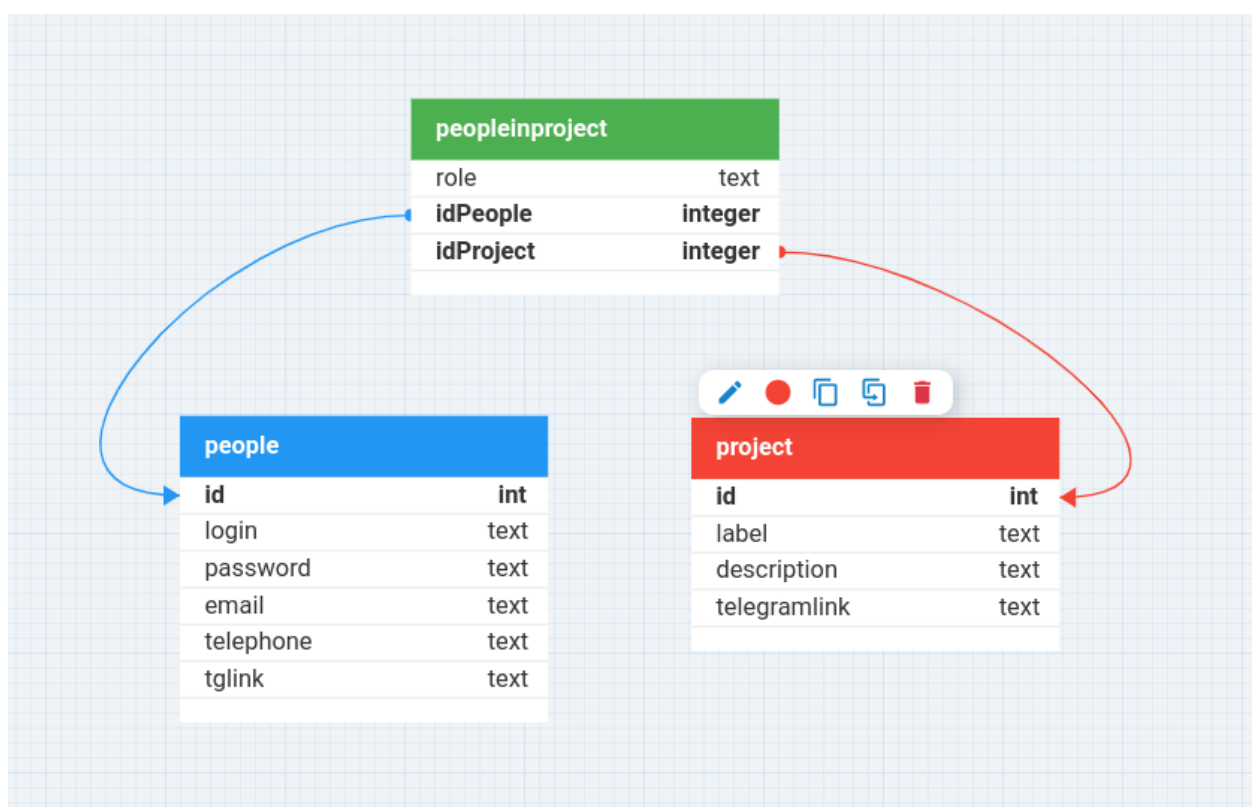 peopleinproject
role text
idPeople integer
idProject integer
people
id int
login text
password text
email text
telephone text
tglink text
project
id int
label text
description text
telegramlink text